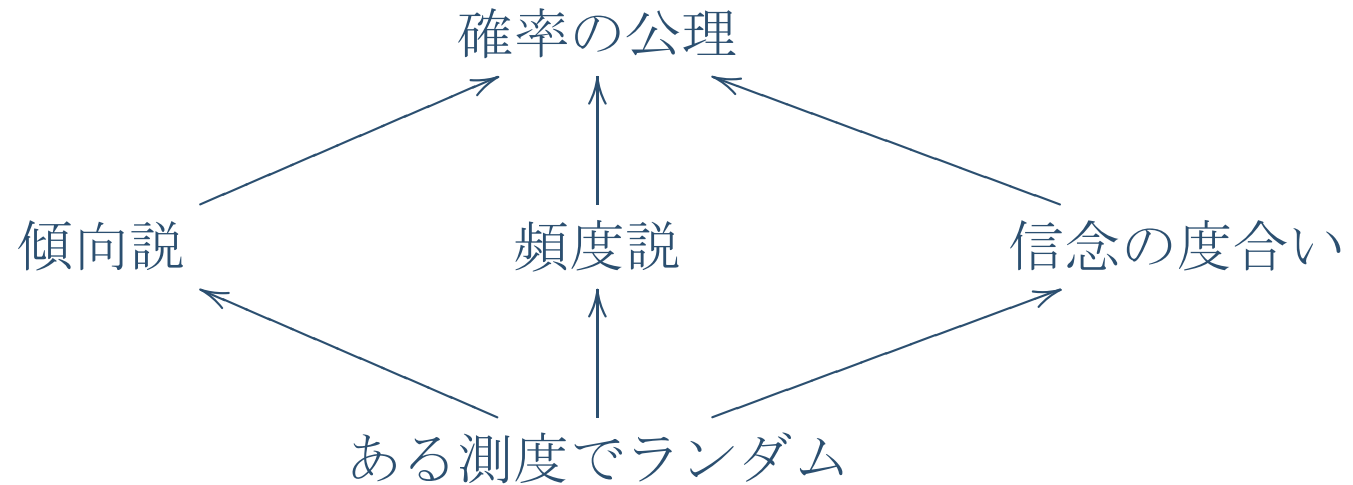 確率の公理
傾向説
頻度説
信念の度合い
ある測度でランダム